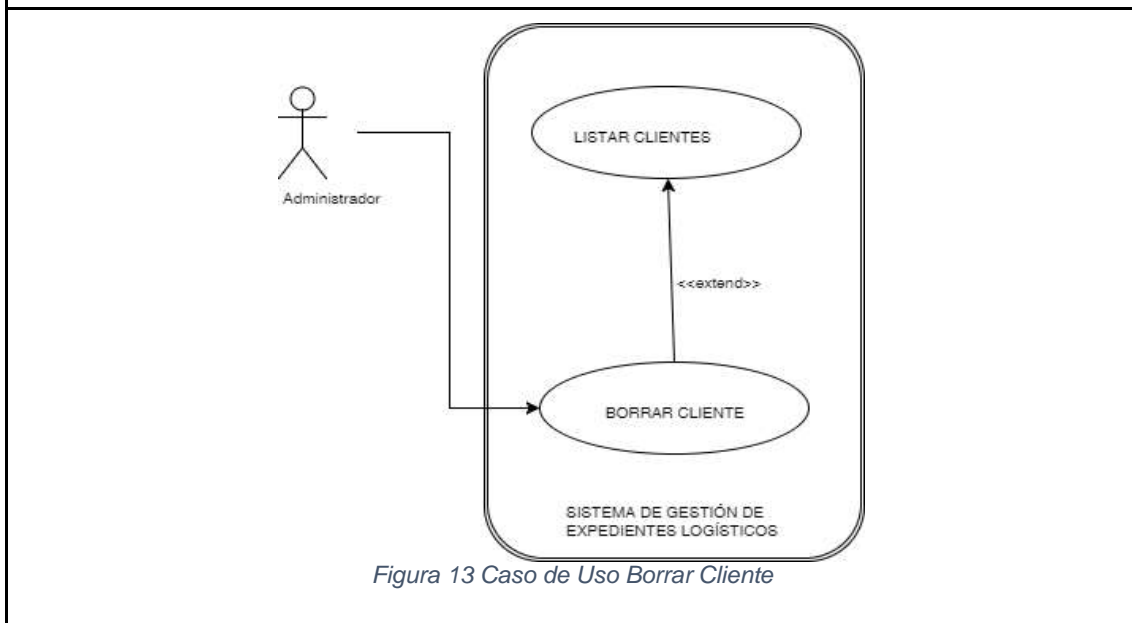 LISTAR CLIENTES
Administrador
<<extend>>
BORRAR CLIENTE
SISTEMA DE GESTIÓN DE
EXPEDIENTES LOGÍSTICOS
Figura 13 Caso de Uso Borrar Cliente